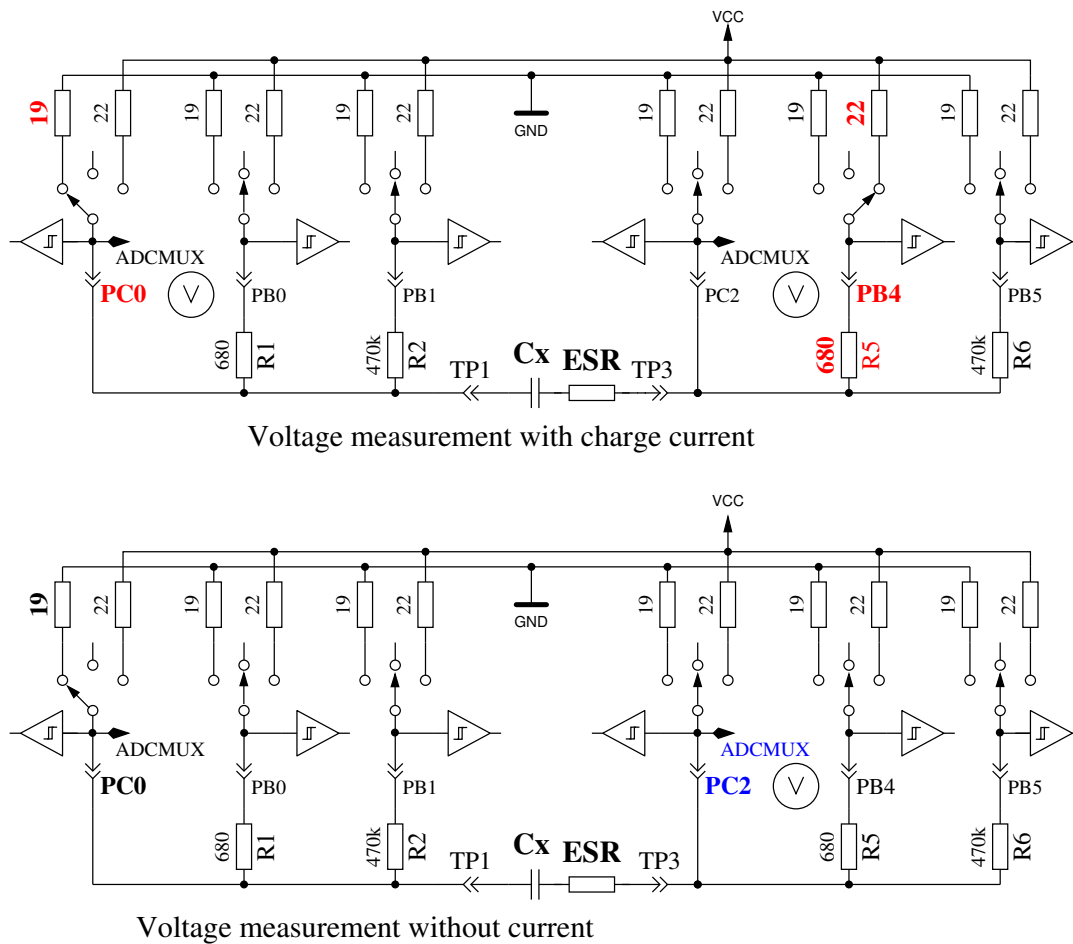 VCC
19 22 19 22 19 22 19 22 19 22 19 22
GND
ADCMUX ADCMUX
PC0 V PB0 PB1 PC2 V PB4 PB5
680 R1 470k R2 680 R5 470k R6
TP1 Cx ESR TP3
Voltage measurement with charge current
VCC
19 22 19 22 19 22 19 22 19 22 19 22
GND
ADCMUX ADCMUX
PC0 PB0 PB1 PC2 V PB4 PB5
680 R1 470k R2 680 R5 470k R6
TP1 Cx ESR TP3
Voltage measurement without current